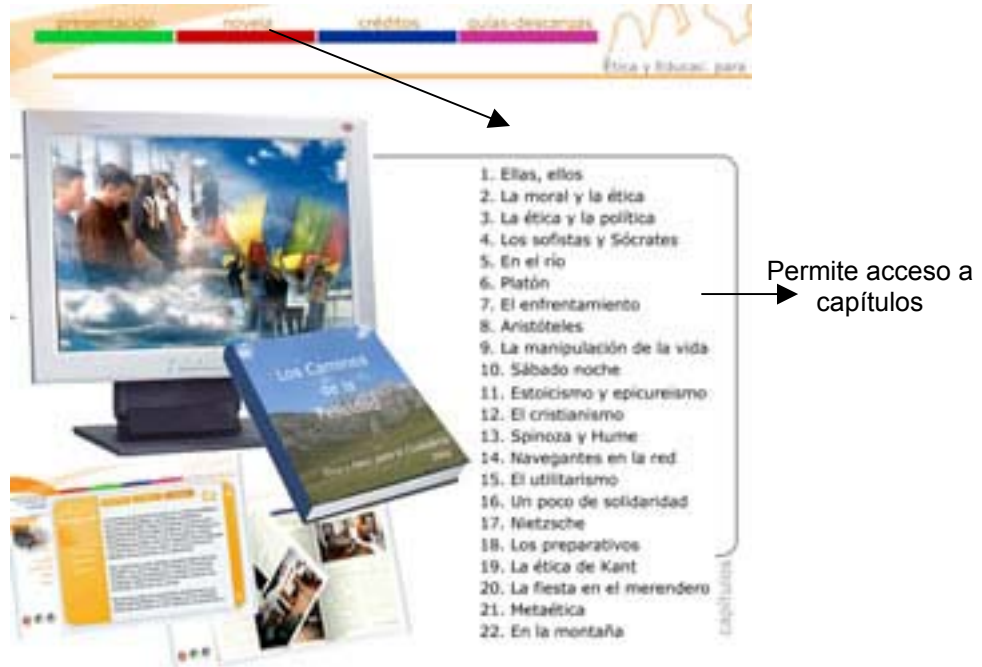 presentación novela créditos guías-descargas
Ética y Educac. para
1. Ellas, ellos
2. La moral y la ética
3. La ética y la política
4. Los sofistas y Sócrates
5. En el río
6. Platón
7. El enfrentamiento
8. Aristóteles
9. La manipulación de la vida
10. Sábado noche
11. Estoicismo y epicureismo
12. El cristianismo
13. Spinoza y Hume
14. Navegantes en la red
15. El utilitarismo
16. Un poco de solidaridad
17. Nietzsche
18. Los preparativos
19. La ética de Kant
20. La fiesta en el merendero
21. Metaética
22. En la montaña
capítulos
Permite acceso a
capítulos
Los Caminos
de la